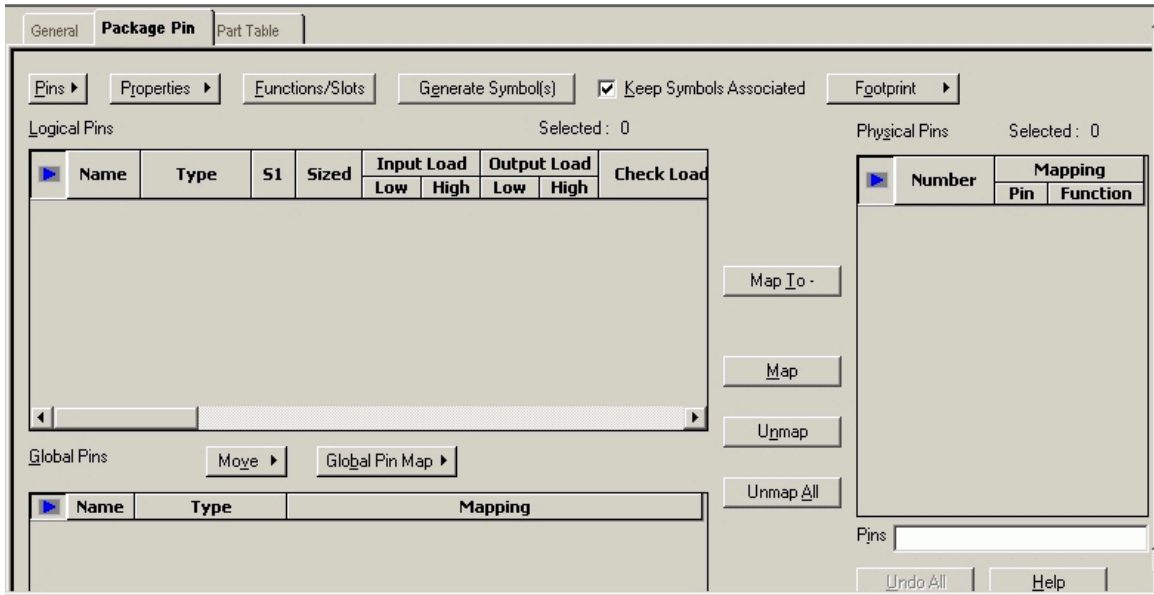 General Package Pin Part Table
Pins Properties Functions/Slots Generate Symbol(s) Keep Symbols Associated Footprint
Logical Pins Selected : 0 Physical Pins Selected : 0
Name Type S1 Sized Input Load Output Load Check Load
Low High Low High
Number Mapping
Pin Function
Map To -
Map
Unmap
Global Pins Move Global Pin Map
Unmap All
Name Type Mapping
Pins
Undo All Help